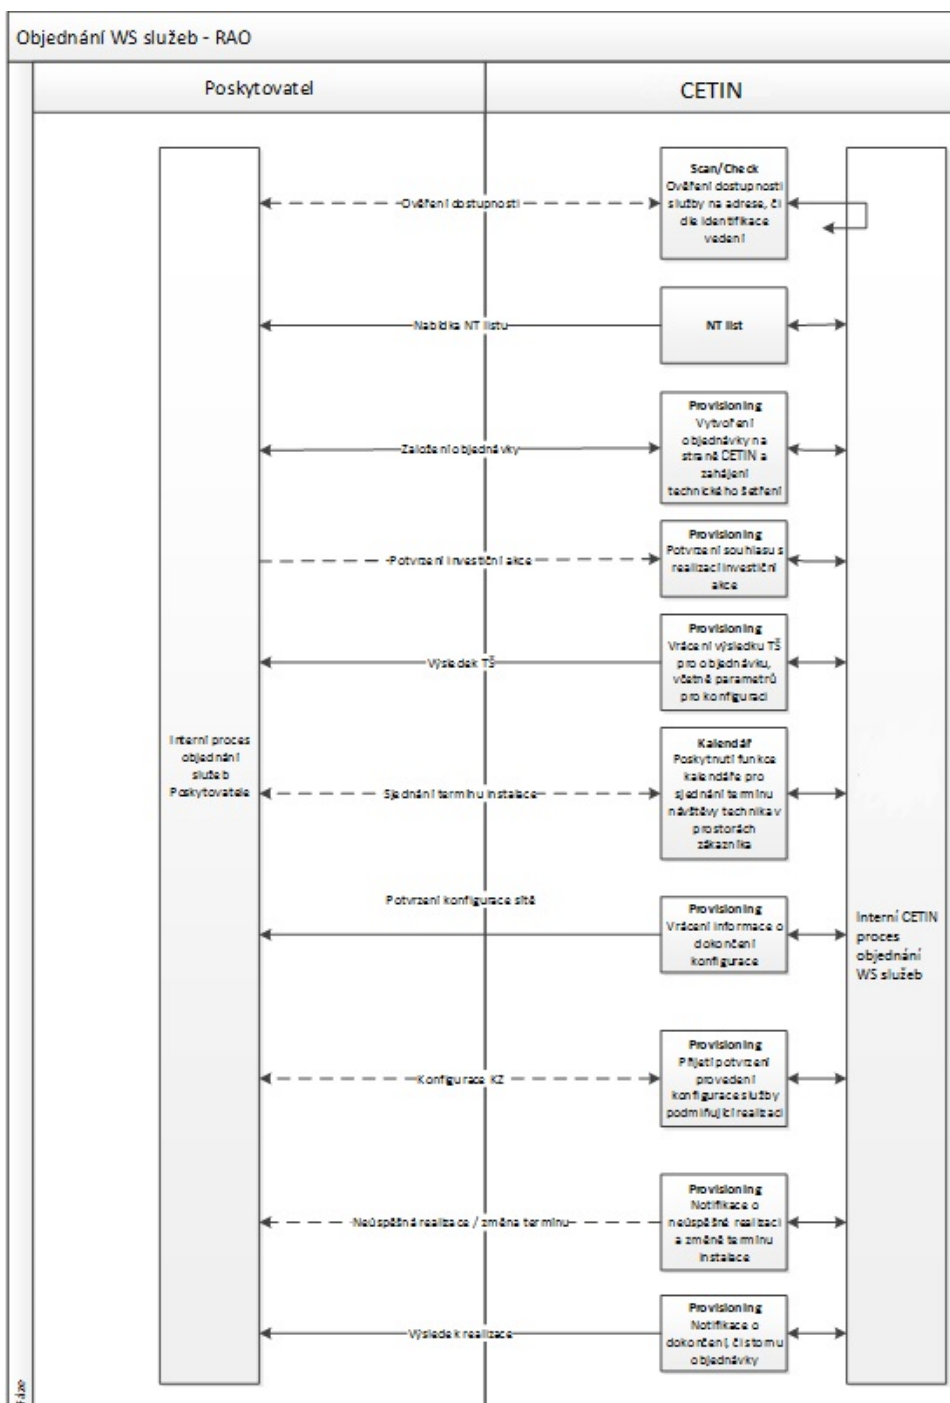 Objednání WS služeb - RAO
Poskytovatel
CETIN
Scan/Check
Ověření dostupnosti
služby na adrese, či
dle identifikace
vedení
Ověření dostupnosti
Nabídka NT listu
NT list
Provisioning
Vytvoření
objednávky na
straně CETIN a
zahájení
technického šetření
Založení objednávky
Provisioning
Potvrzení souhlasu s
realizací investiční
akce
Potvrzení investiční akce
Provisioning
Vrácení výsledku TŠ
pro objednávku,
včetně parametrů
pro konfiguraci
Výsledek TŠ
Interní proces
objednání
služeb
Poskytovatele
Kalendář
Poskytnutí funkce
kalendáře pro
sjednání termínu
návštěvy technika v
prostorách
zákazníka
Sjednání termínu instalace
Potvrzení konfigurace sítě
Provisioning
Vrácení informace o
dokončení
konfigurace
Interní CETIN
proces
objednání
WS služeb
Provisioning
Přijetí potvrzení
provedení
konfigurace služby
podmiňující realizaci
Konfigurace KZ
Provisioning
Notifikace o
neúspěšné realizaci
a změně termínu
instalace
Neúspěšná realizace / změna termínu
Provisioning
Notifikace o
dokončení, či stornu
objednávky
Výsledek realizace
Fáze